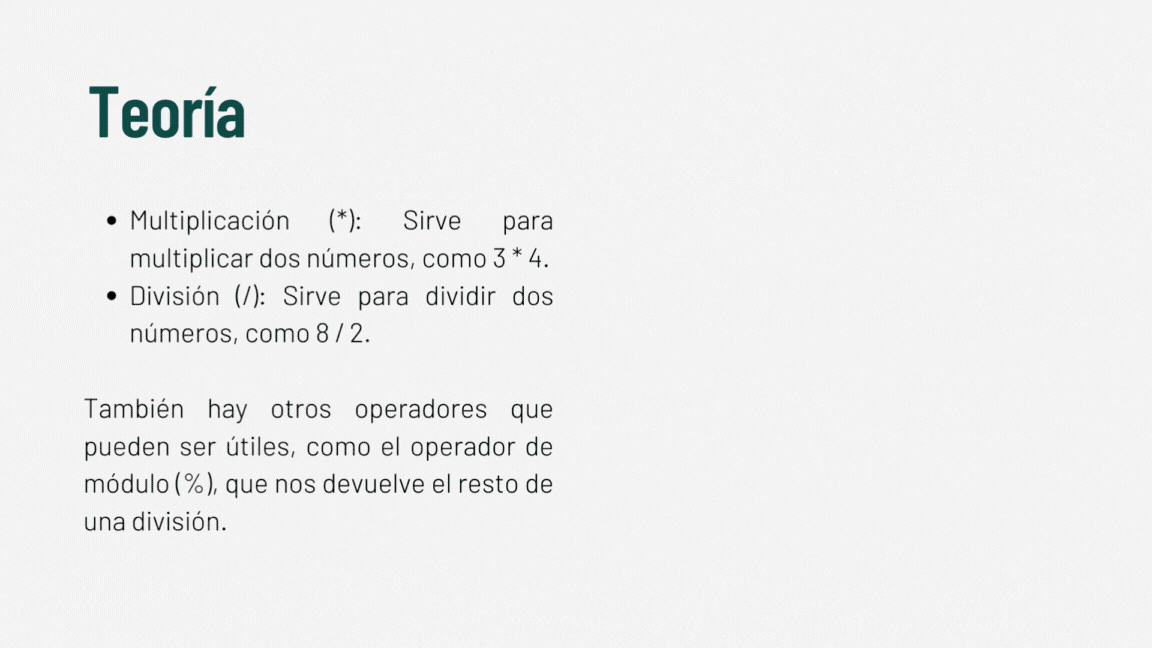 Teoría
• Multiplicación (*): Sirve para
multiplicar dos números, como 3 * 4.
• División (/): Sirve para dividir dos
números, como 8 / 2.
También hay otros operadores que
pueden ser útiles, como el operador de
módulo (%), que nos devuelve el resto de
una división.